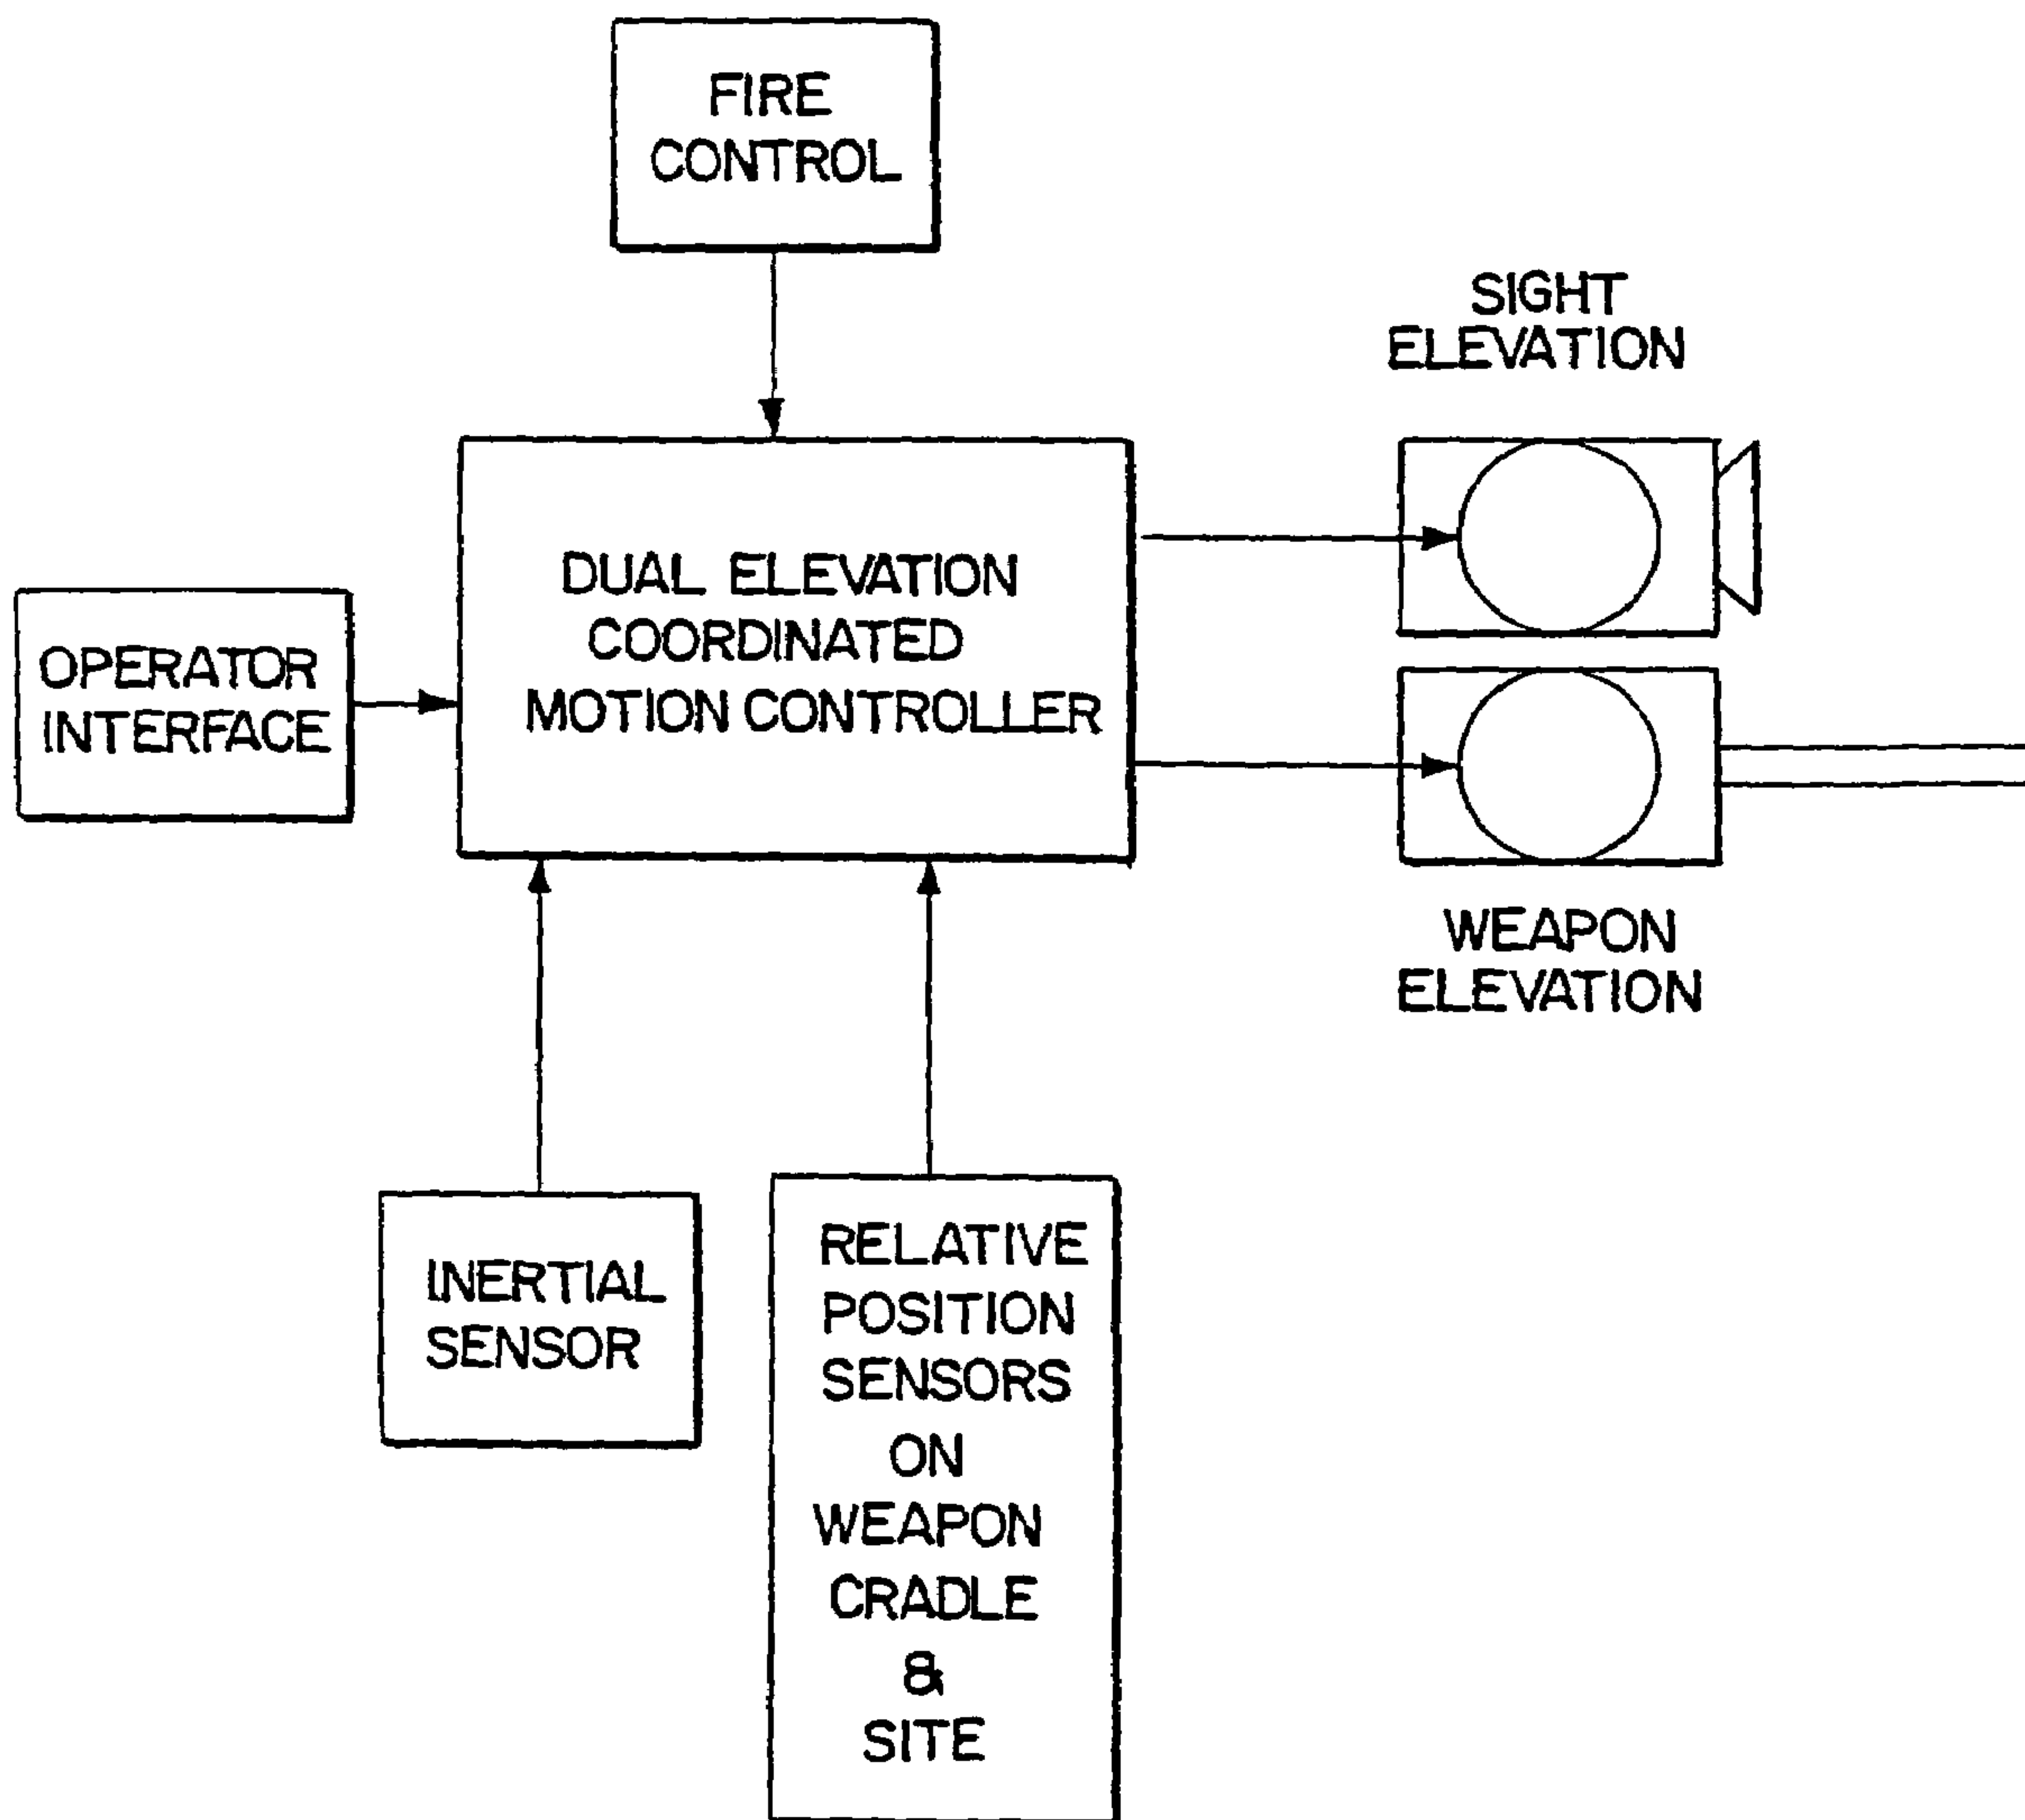 FIRE
CONTROL
SIGHT
ELEVATION
DUAL ELEVATION
COORDINATED
MOTION CONTROLLER
OPERATOR
INTERFACE
WEAPON
ELEVATION
INERTIAL
SENSOR
RELATIVE
POSITION
SENSORS
ON
WEAPON
CRADLE
&
SITE